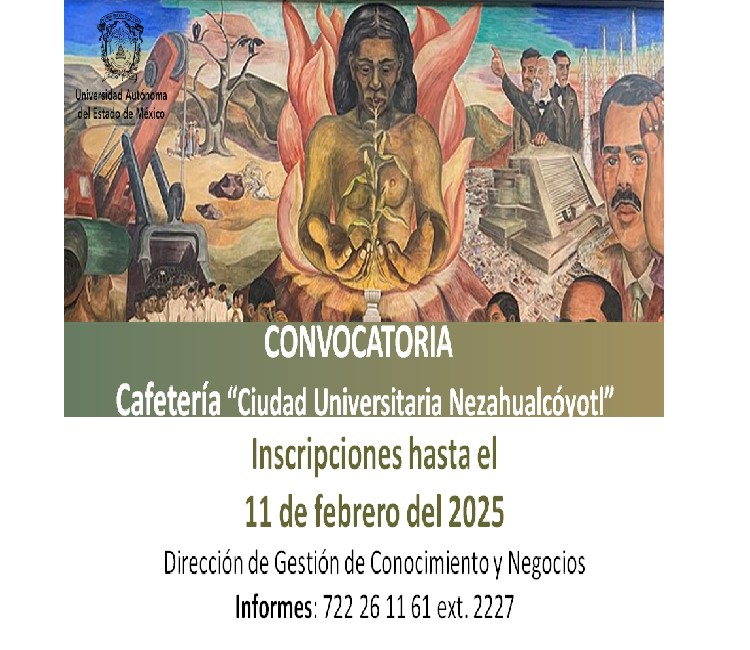 Universidad Autónoma
del Estado de México
CONVOCATORIA
Cafetería “Ciudad Universitaria Nezahualcóyotl”
Inscripciones hasta el
11 de febrero del 2025
Dirección de Gestión de Conocimiento y Negocios
Informes: 722 26 11 61 ext. 2227